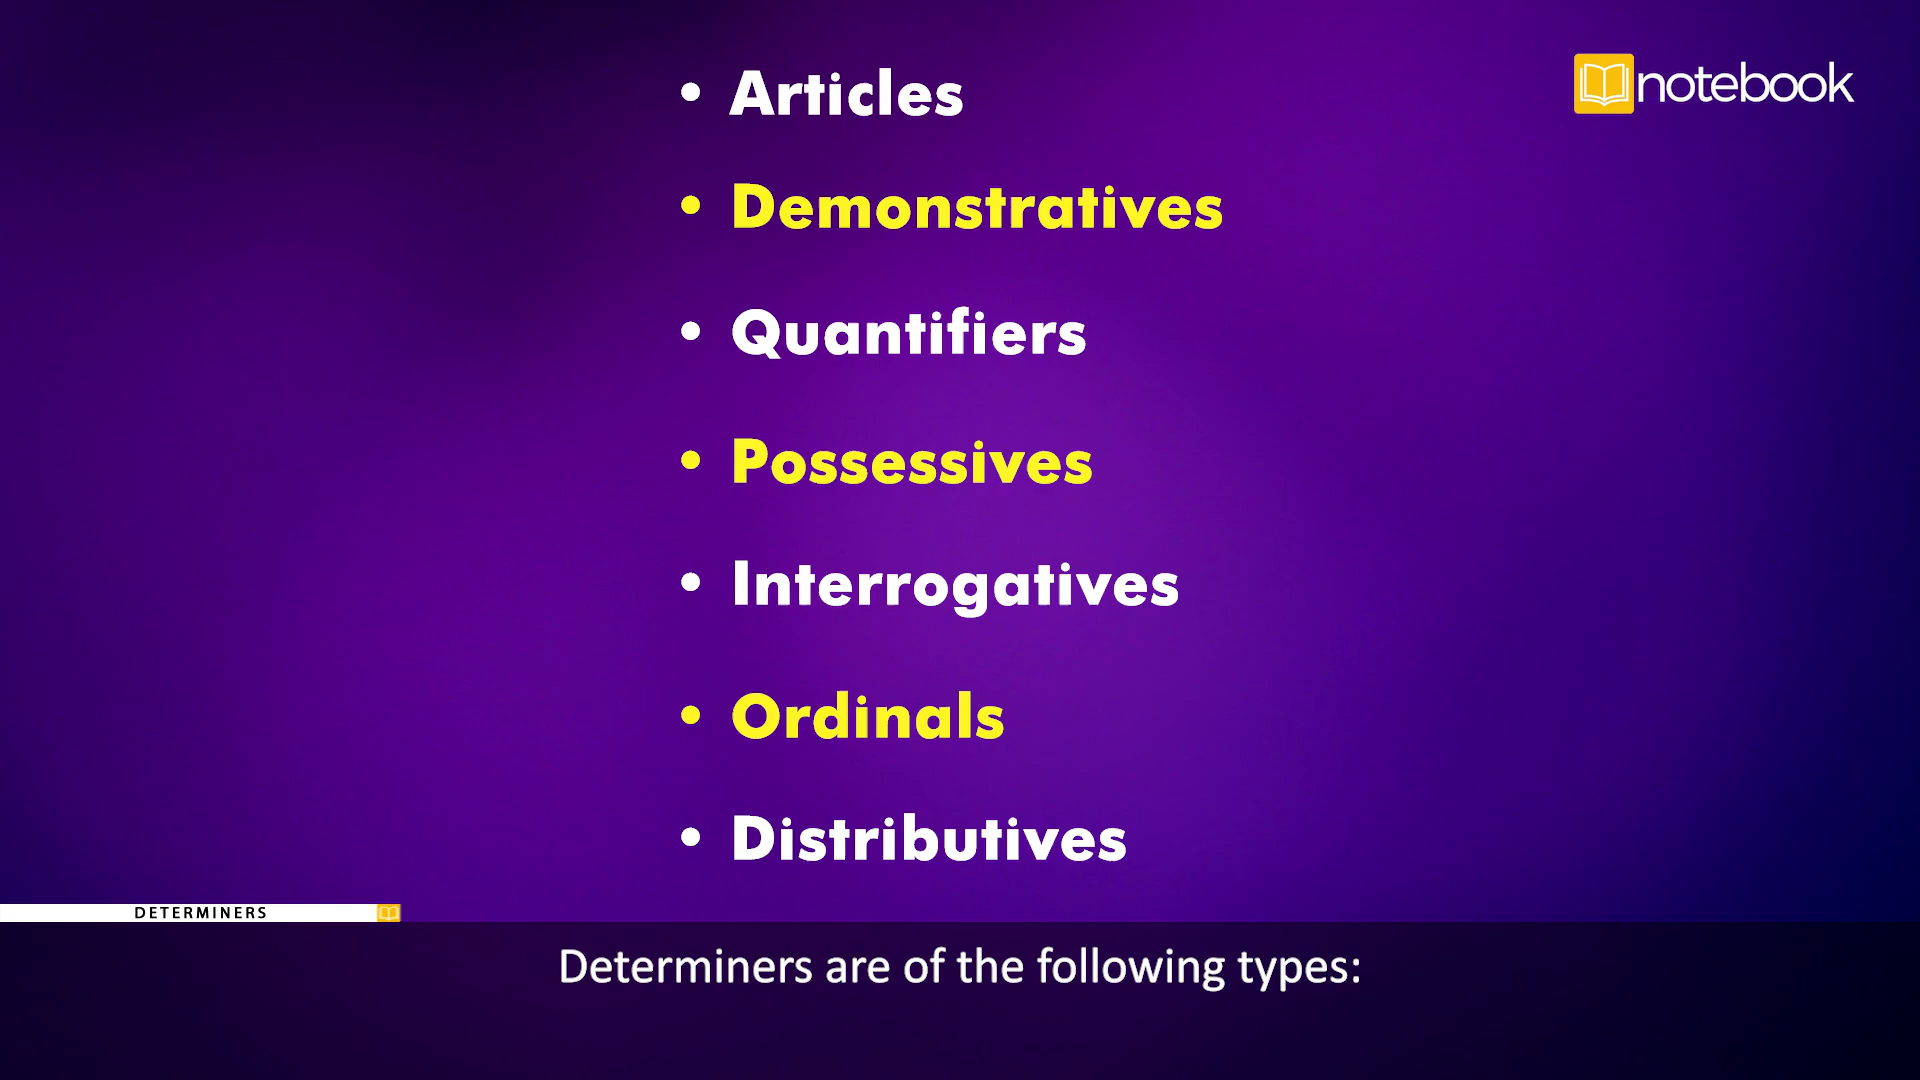 • Articles
notebook
• Demonstratives
• Quantifiers
• Possessives
• Interrogatives
• Ordinals
• Distributives
DETERMINERS
Determiners are of the following types: